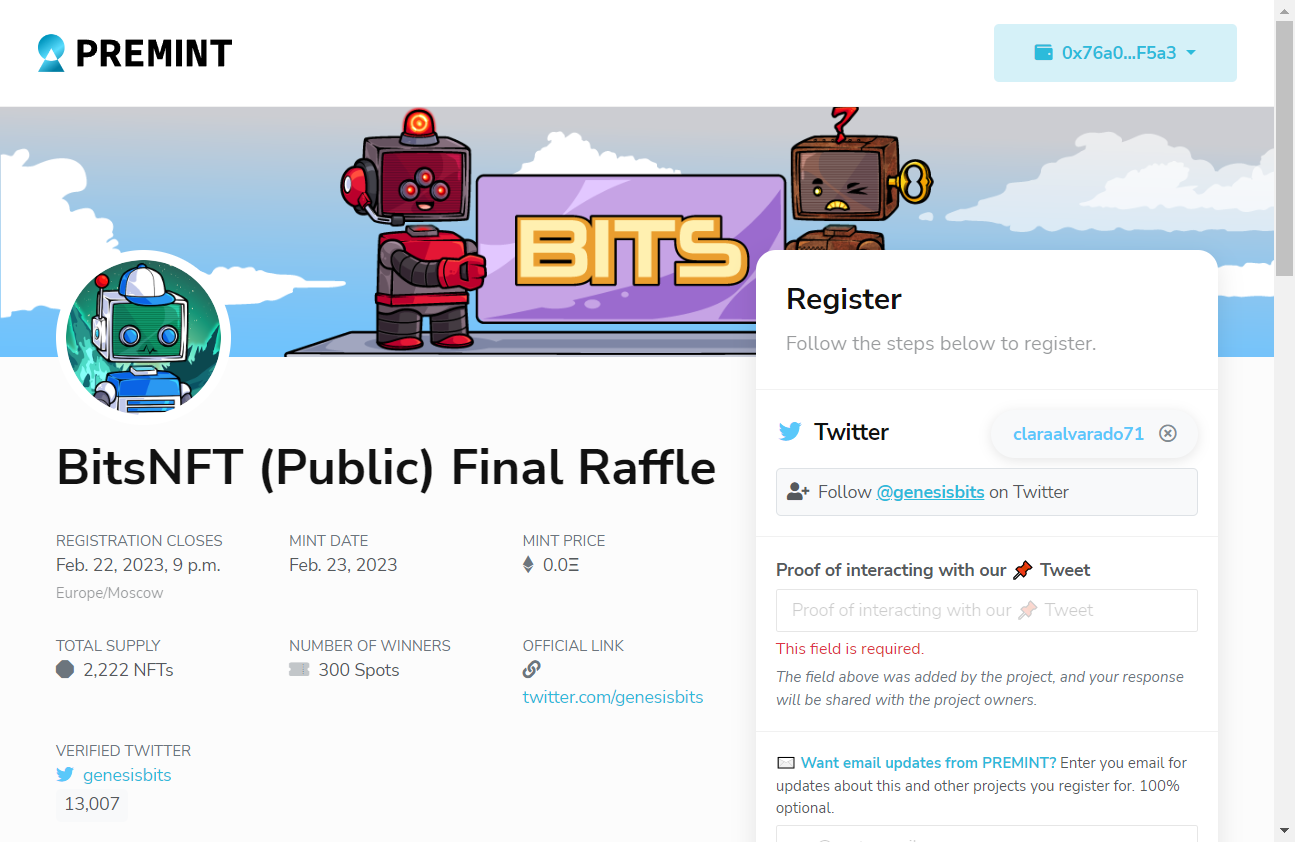 PREMINT
0x76a0...F5a3
BITS
Register
Follow the steps below to register.
Twitter
claraalvarado71
Follow @genesisbits on Twitter
BitsNFT (Public) Final Raffle
REGISTRATION CLOSES
Feb. 22, 2023, 9 p.m.
Europe/Moscow
MINT DATE
Feb. 23, 2023
MINT PRICE
0.0Ξ
TOTAL SUPPLY
2,222 NFTs
NUMBER OF WINNERS
300 Spots
OFFICIAL LINK
twitter.com/genesisbits
VERIFIED TWITTER
genesisbits
13,007
Proof of interacting with our 📌 Tweet
Proof of interacting with our 📌 Tweet
This field is required.
The field above was added by the project, and your response
will be shared with the project owners.
✉️ Want email updates from PREMINT? Enter you email for
updates about this and other projects you register for. 100%
optional.